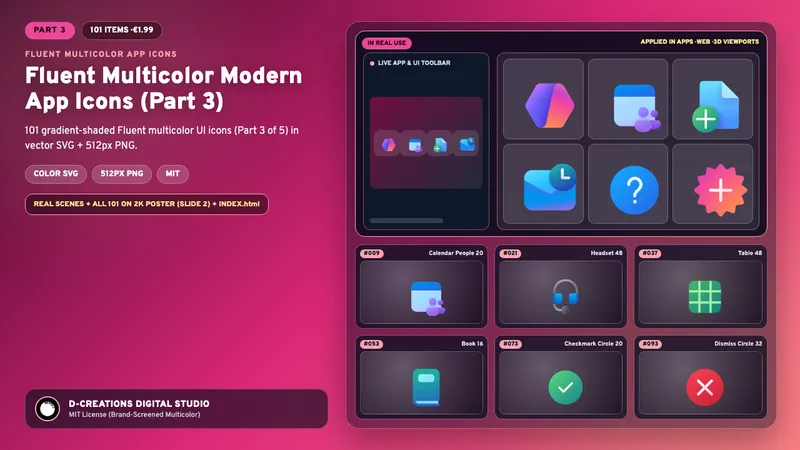 PART 3
101 ITEMS · €1.99
FLUENT MULTICOLOR APP ICONS
Fluent Multicolor Modern
App Icons (Part 3)
101 gradient-shaded Fluent multicolor UI icons (Part 3 of 5) in
vector SVG + 512px PNG.
COLOR SVG
512PX PNG
MIT
REAL SCENES + ALL 101 ON 2K POSTER (SLIDE 2) + INDEX.html
D-CREATIONS DIGITAL STUDIO
MIT License (Brand-Screened Multicolor)
IN REAL USE
APPLIED IN APPS · WEB · 3D VIEWPORTS
LIVE APP & UI TOOLBAR
#009
Calendar People 20
#021
Headset 48
#037
Table 48
#053
Book 16
#073
Checkmark Circle 20
#093
Dismiss Circle 32